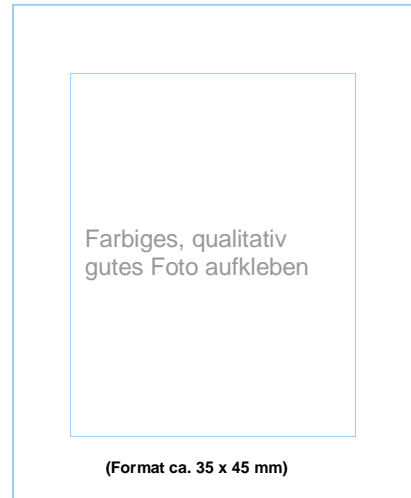 Farbiges, qualitativ
gutes Foto aufkleben
(Format ca. 35 x 45 mm)